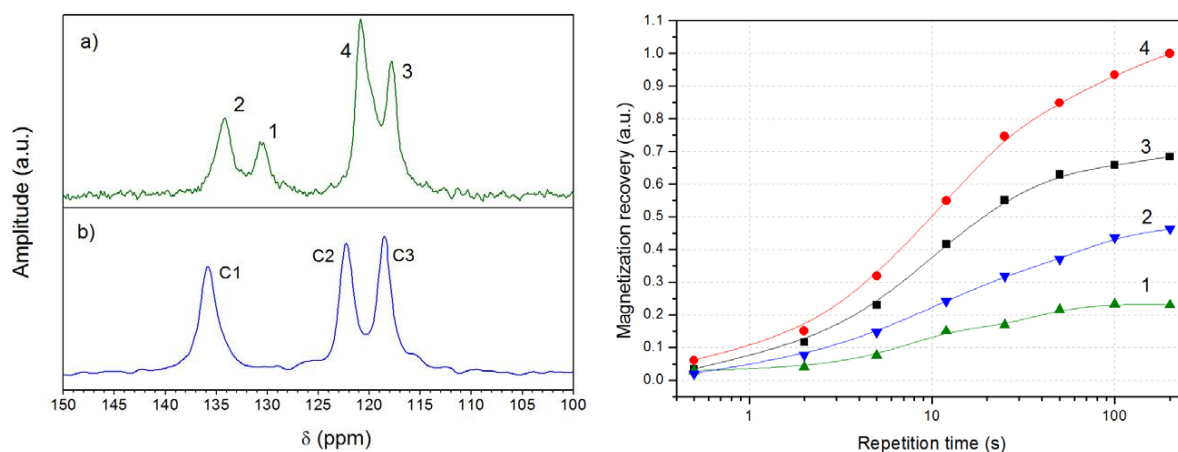 a)
2
1
4
3
b)
C1
C2
C3
Amplitude (a.u.)
150 145 140 135 130 125 120 115 110 105 100
δ (ppm)
1.1
1.0
0.9
0.8
0.7
0.6
0.5
0.4
0.3
0.2
0.1
0.0
Magnetization recovery (a.u.)
4
3
2
1
1 10 100
Repetition time (s)